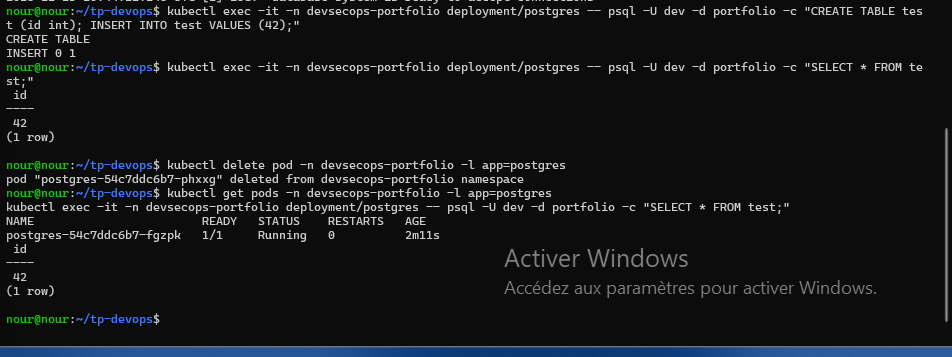 nour@nour:~/tp-devops$ kubectl exec -it -n devsecops-portfolio deployment/postgres -- psql -U dev -d portfolio -c "CREATE TABLE tes
t (id int); INSERT INTO test VALUES (42);"
CREATE TABLE
INSERT 0 1
nour@nour:~/tp-devops$ kubectl exec -it -n devsecops-portfolio deployment/postgres -- psql -U dev -d portfolio -c "SELECT * FROM te
st;"
id
----
42
(1 row)
nour@nour:~/tp-devops$ kubectl delete pod -n devsecops-portfolio -l app=postgres
pod "postgres-54c7ddc6b7-phxxg" deleted from devsecops-portfolio namespace
nour@nour:~/tp-devops$ kubectl get pods -n devsecops-portfolio -l app=postgres
kubectl exec -it -n devsecops-portfolio deployment/postgres -- psql -U dev -d portfolio -c "SELECT * FROM test;"
NAME READY STATUS RESTARTS AGE
postgres-54c7ddc6b7-fgzpk 1/1 Running 0 2m11s
id
----
42
(1 row)
Activer Windows
Accédez aux paramètres pour activer Windows.
nour@nour:~/tp-devops$